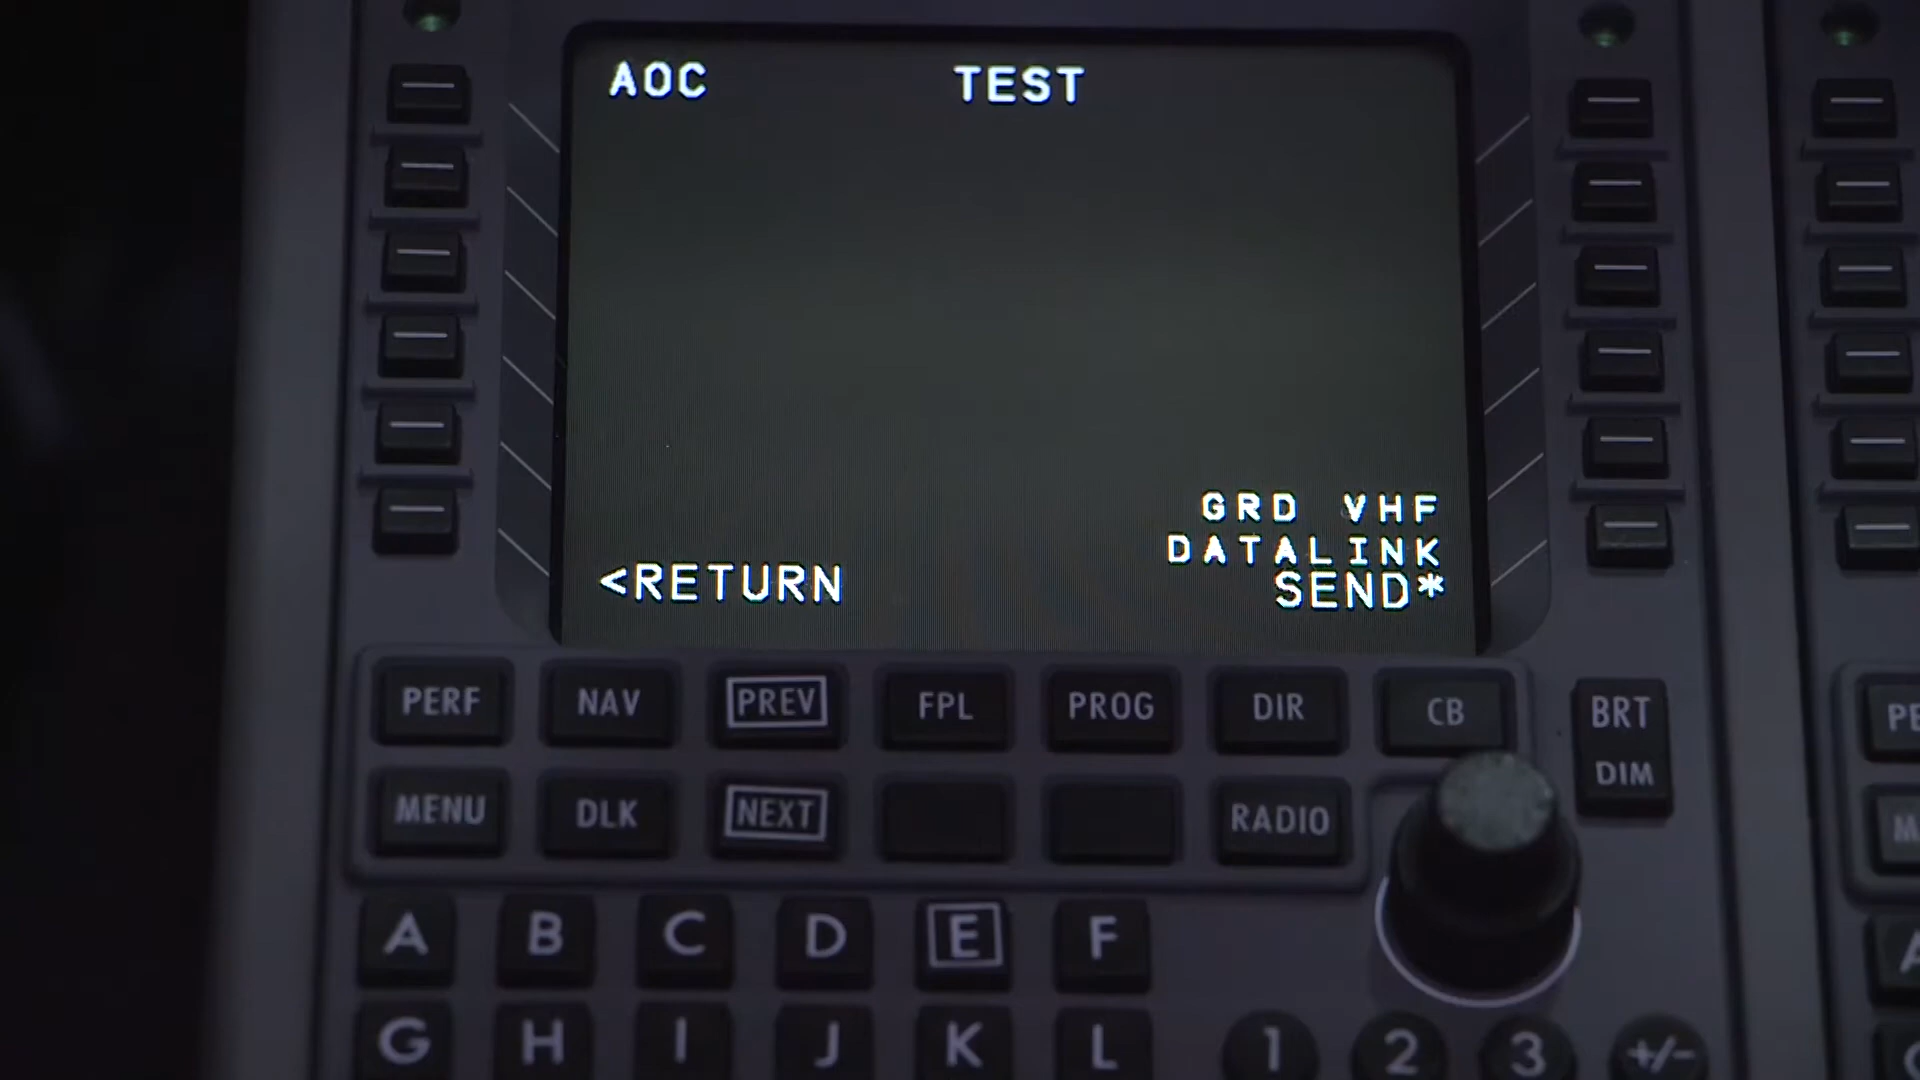 AOC TEST
GRD VHF
DATALINK
<RETURN SEND*
PERF NAV PREV FPL PROG DIR CB BRT
DIM
MENU DLK NEXT RADIO
A B C D E F
G H I J K L 1 2 3 +/-